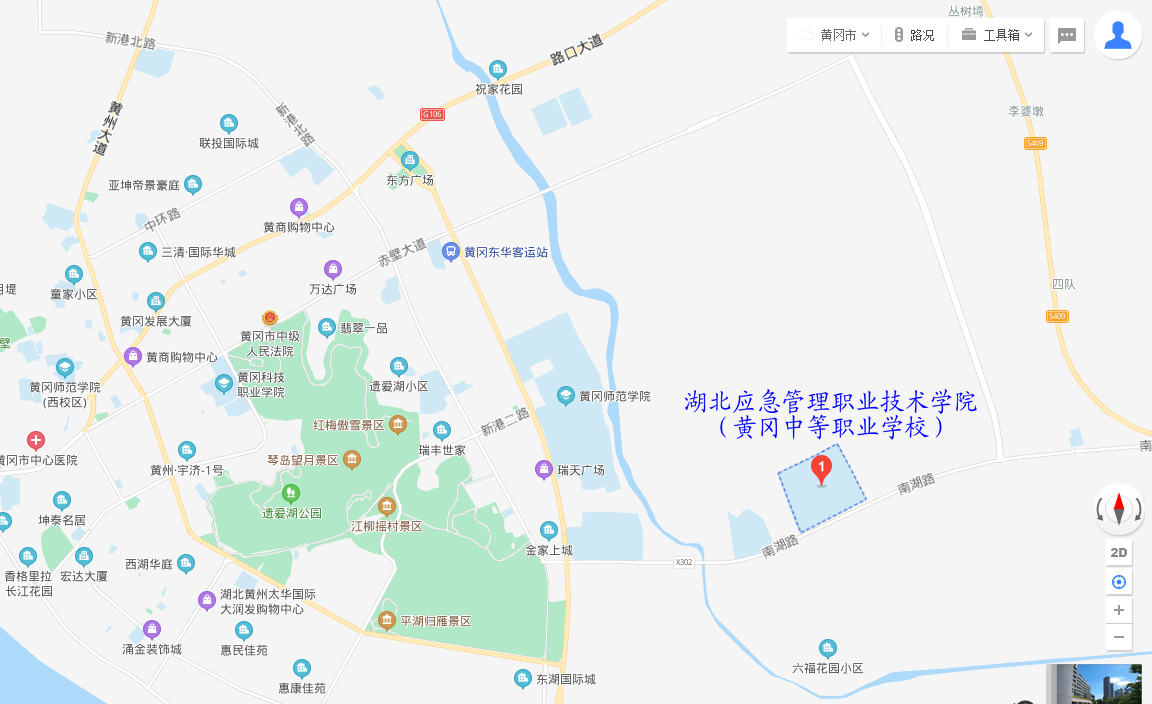 丛树塆
黄冈市
路况
工具箱
新港北路
路口大道
祝家花园
黄州大道
G106
新港北路
李婆墩
联投国际城
S409
东方广场
亚坤帝景豪庭
中环路
黄商购物中心
三清·国际华城
赤壁大道
黄冈东华客运站
童家小区
万达广场
月堤
四队
黄冈发展大厦
S409
黄冈市中级
人民法院
翡翠一品
壁
黄商购物中心
黄冈师范学院
(西校区)
黄冈科技
职业学院
遗爱湖小区
黄冈师范学院
湖北应急管理职业技术学院
（黄冈中等职业学校）
红梅傲雪景区
新港二路
瑞丰世家
黄冈市中心医院
琴岛望月景区
黄州·宇济-1号
瑞天广场
1
南
南湖路
坤泰名居
遗爱湖公园
江柳摇村景区
金家上城
南湖路
2D
香格里拉
长江花园
宏达大厦
西湖华庭
X302
湖北黄州太华国际
大润发购物中心
平湖归雁景区
涌金装饰城
惠民佳苑
六福花园小区
惠康佳苑
东湖国际城